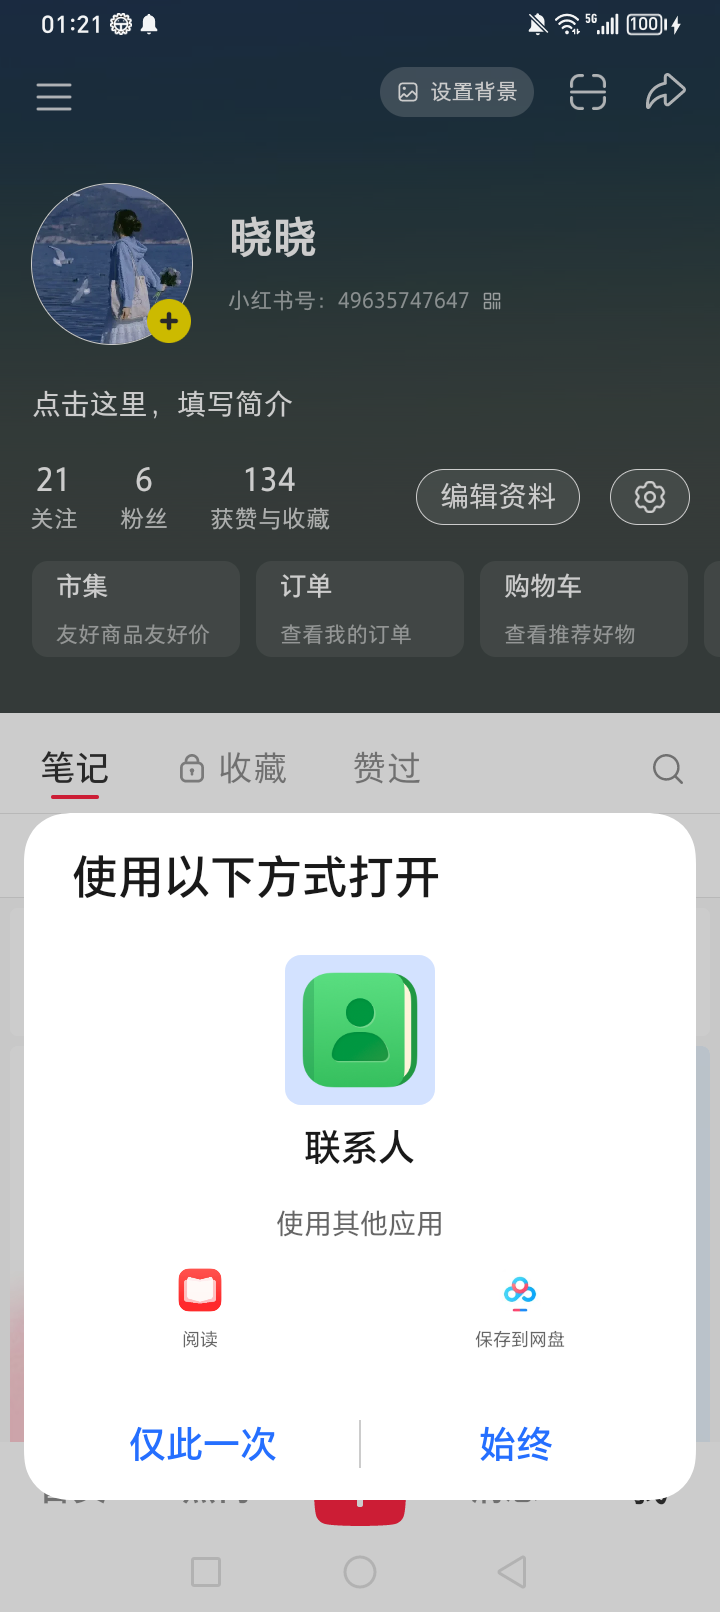 01:21
5G
100
设置背景
晓晓
小红书号：49635747647
点击这里，填写简介
21
关注
6
粉丝
134
获赞与收藏
编辑资料
市集
友好商品友好价
订单
查看我的订单
购物车
查看推荐好物
笔记
收藏
赞过
使用以下方式打开
联系人
使用其他应用
阅读
保存到网盘
仅此一次
始终